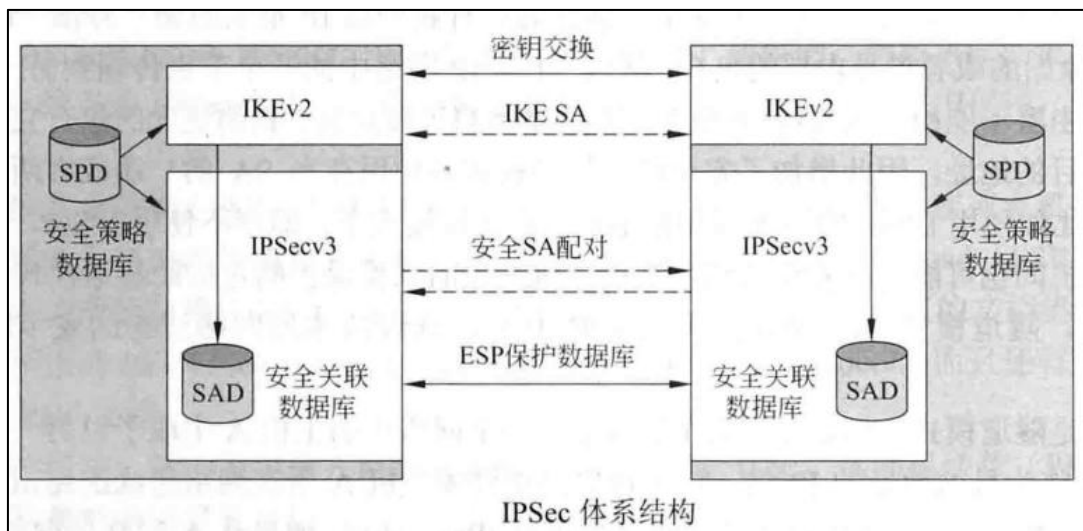 密钥交换
IKEv2
IKE SA
IKEv2
SPD
SPD
安全策略
数据库
IPSecv3
安全SA配对
IPSecv3
安全策略
数据库
ESP保护数据库
SAD
安全关联
数据库
安全关联
数据库
SAD
IPSec 体系结构